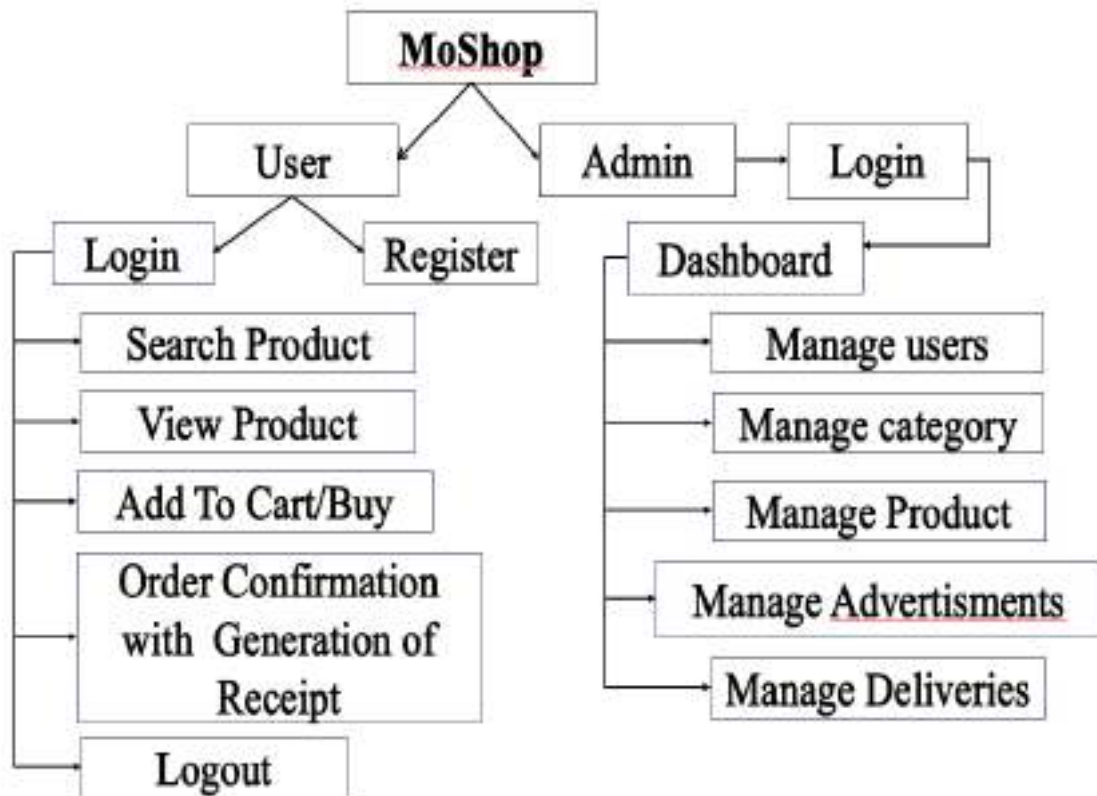 MoShop
User
Admin
Login
Login
Register
Dashboard
Search Product
Manage users
View Product
Manage category
Add To Cart/Buy
Manage Product
Order Confirmation
with Generation of
Receipt
Manage Advertisments
Manage Deliveries
Logout